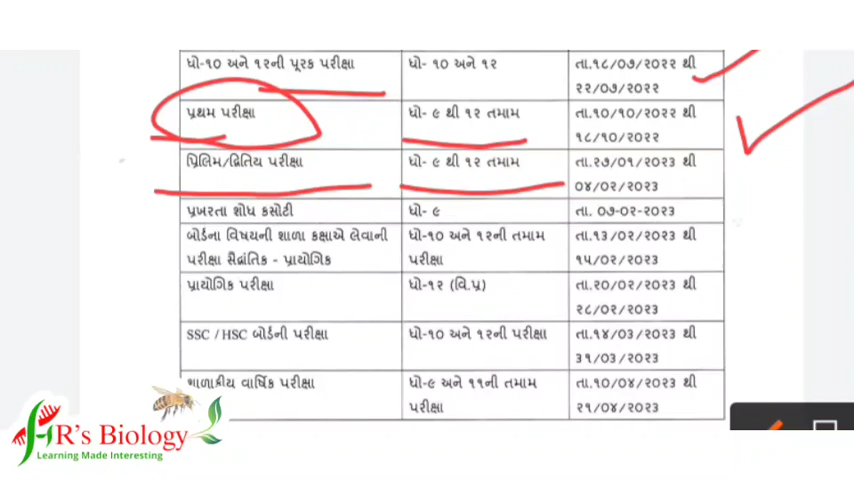 ધો-૧૦ અને ૧૨ની પૂરક પરીક્ષા ધો- ૧૦ અને ૧૨ તા.૧૮/૦૭/૨૦૨૨ થી
૨૨/૦૭/૨૦૨૨
પ્રથમ પરીક્ષા ધો- ૯ થી ૧૨ તમામ તા.૧૦/૧૦/૨૦૨૨ થી
૧૮/૧૦/૨૦૨૨
પ્રિલિમ/દ્વિતિય પરીક્ષા ધો- ૯ થી ૧૨ તમામ તા.૨૭/૦૧/૨૦૨૩ થી
૦૪/૦૨/૨૦૨૩
પ્રખરતા શોધ કસોટી ધો- ૯ તા. ૦૭-૦૨-૨૦૨૩
બોર્ડના વિષયની શાળા કક્ષાએ લેવાની ધો-૧૦ અને ૧૨ની તમામ તા.૧૩/૦૨/૨૦૨૩ થી
પરીક્ષા સૈદ્રાંતિક - પ્રાયોગિક પરીક્ષા ૧૫/૦૨/૨૦૨૩
પ્રાયોગિક પરીક્ષા ધો-૧૨ (વિ.પ્ર) તા.૨૦/૦૨/૨૦૨૩ થી
૨૮/૦૨/૨૦૨૩
SSC / HSC બોર્ડની પરીક્ષા ધો-૧૦ અને ૧૨ની પરીક્ષા તા.૧૪/૦૩/૨૦૨૩ થી
૩૧/૦૩/૨૦૨૩
શાળાકીય વાર્ષિક પરીક્ષા ધો-૯ અને ૧૧ની તમામ તા.૧૦/૦૪/૨૦૨૩ થી
પરીક્ષા ૨૧/૦૪/૨૦૨૩
HR's Biology
Learning Made Interesting